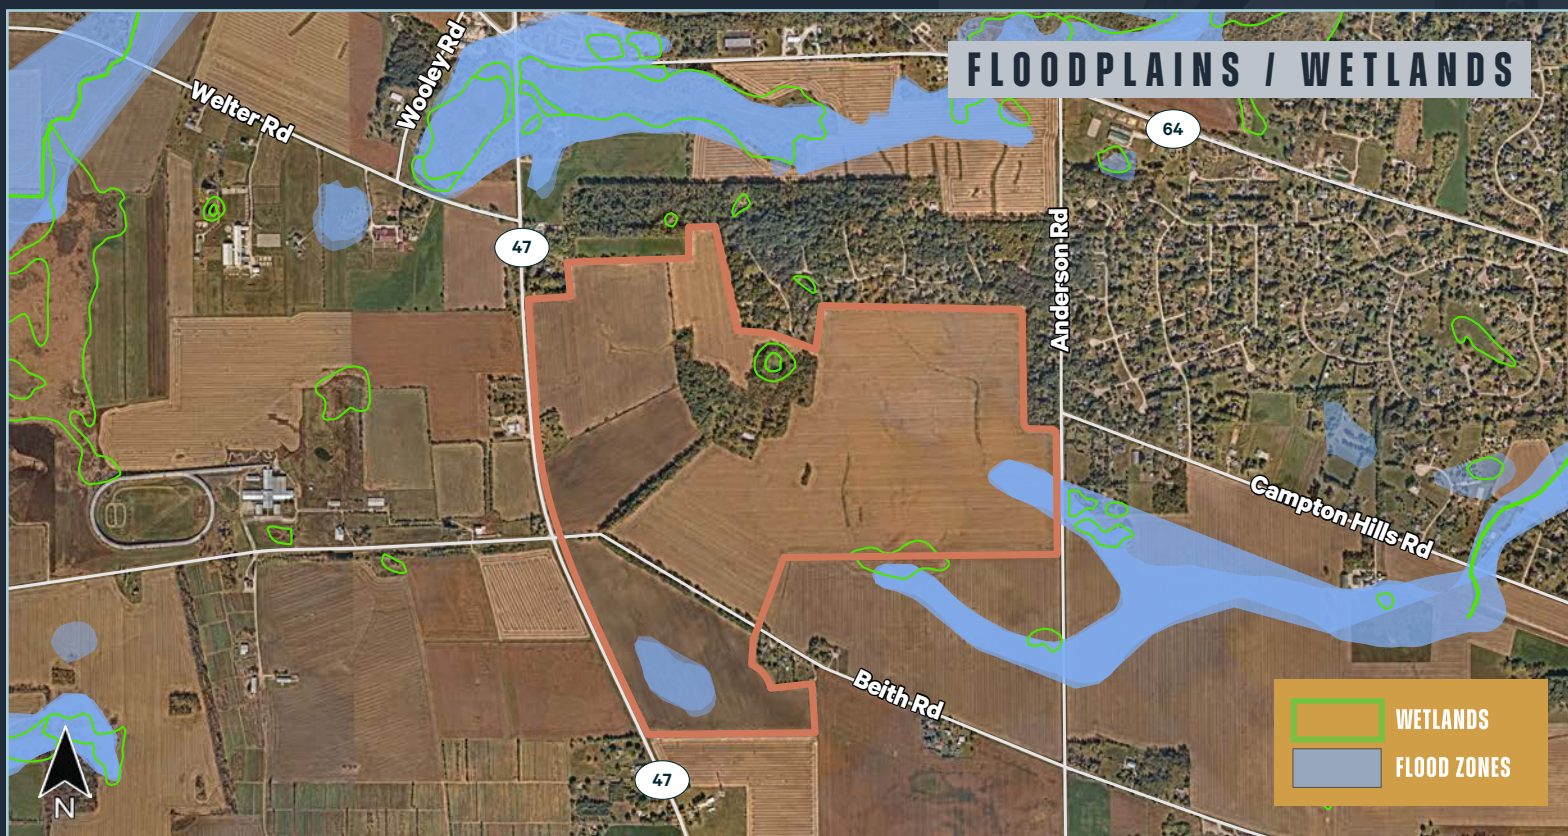 FLOODPLAINS / WETLANDS
Wooley Rd
Welter Rd
64
47
Anderson Rd
Campton Hills Rd
Beith Rd
47
WETLANDS
FLOOD ZONES
N